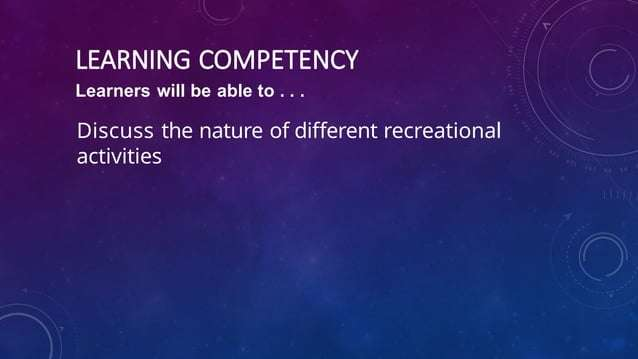 LEARNING COMPETENCY
Learners will be able to . . .
Discuss the nature of different recreational
activities